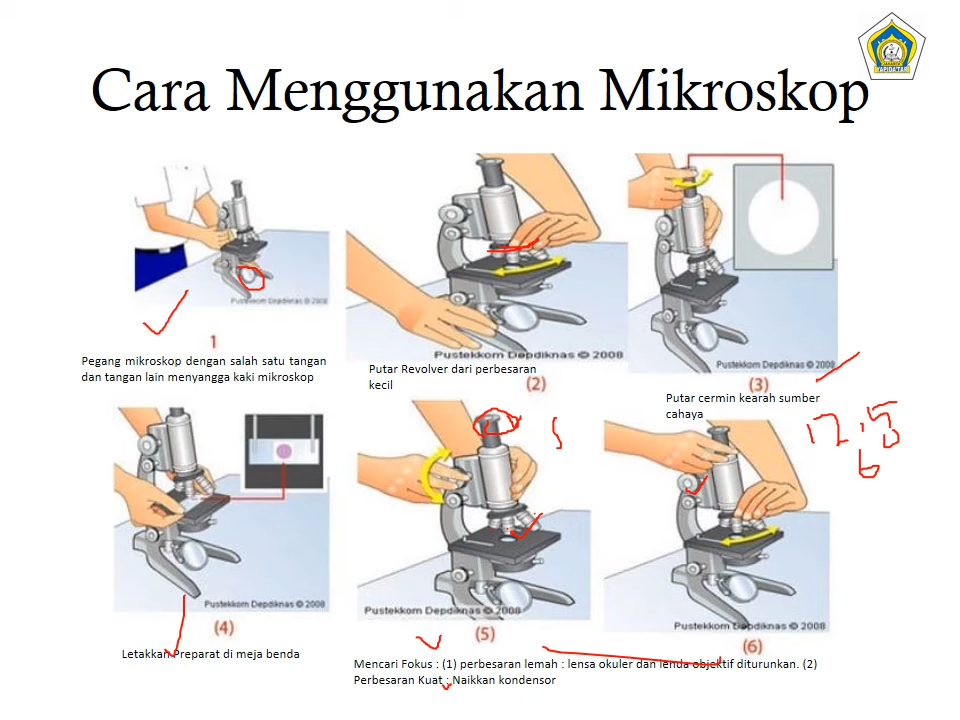 Cara Menggunakan Mikroskop
Pustekkom Depdiknas © 2008
1
Pegang mikroskop dengan salah satu tangan
dan tangan lain menyangga kaki mikroskop
Pustekkom Depdiknas © 2008
(2)
Putar Revolver dari perbesaran
kecil
Pustekkom Depdiknas © 2008
(3)
Putar cermin kearah sumber
cahaya
Pustekkom Depdiknas © 2008
(4)
Letakkan Preparat di meja benda
Pustekkom Depdiknas © 2008
(5)
Pustekkom Depdiknas © 2008
(6)
Mencari Fokus : (1) perbesaran lemah : lensa okuler dan lenda objektif diturunkan. (2)
Perbesaran Kuat : Naikkan kondensor